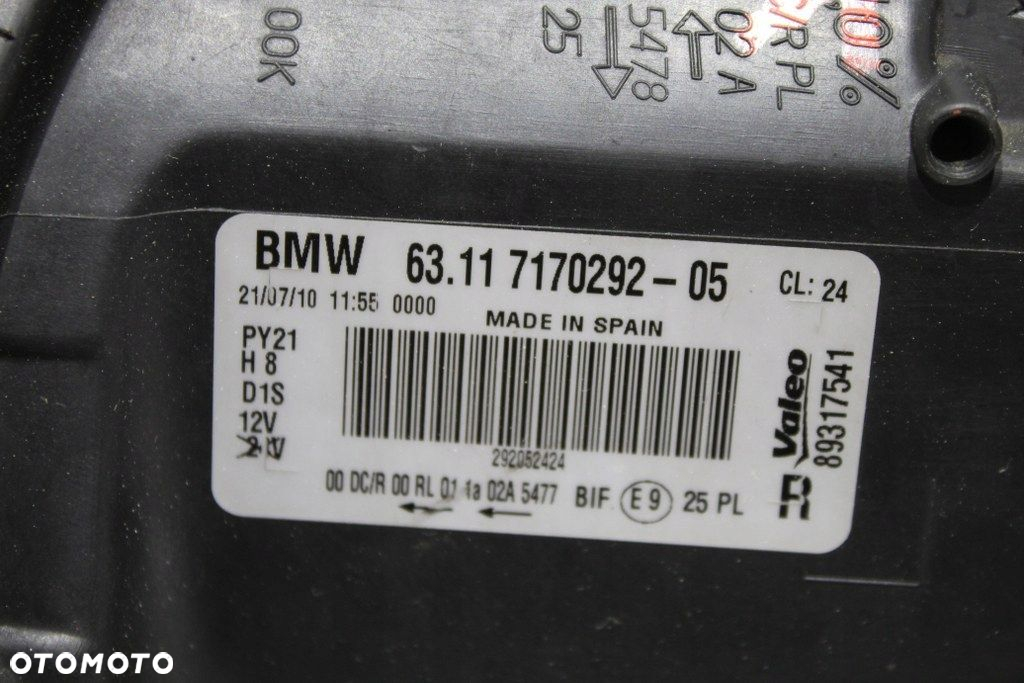 00K
25
5478
02 A
C/R PL
10%
BMW 63.11 7170292-05 CL: 24
21/07/10 11:55 0000
MADE IN SPAIN
PY21
H 8
D1S
12V
292052424
00 DC/R 00 RL 01 1a 02A 5477 BIF E9 25 PL
Valeo
89317541
OTOMOTO